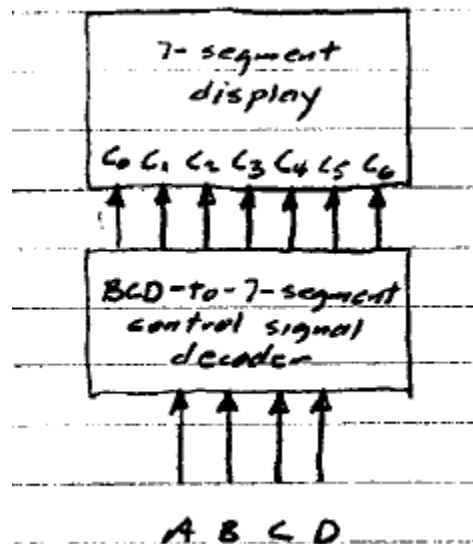 7-segment
display
C₀ C₁ C₂ C₃ C₄ C₅ C₆
BCD-to-7-segment
control signal
decoder
A B C D